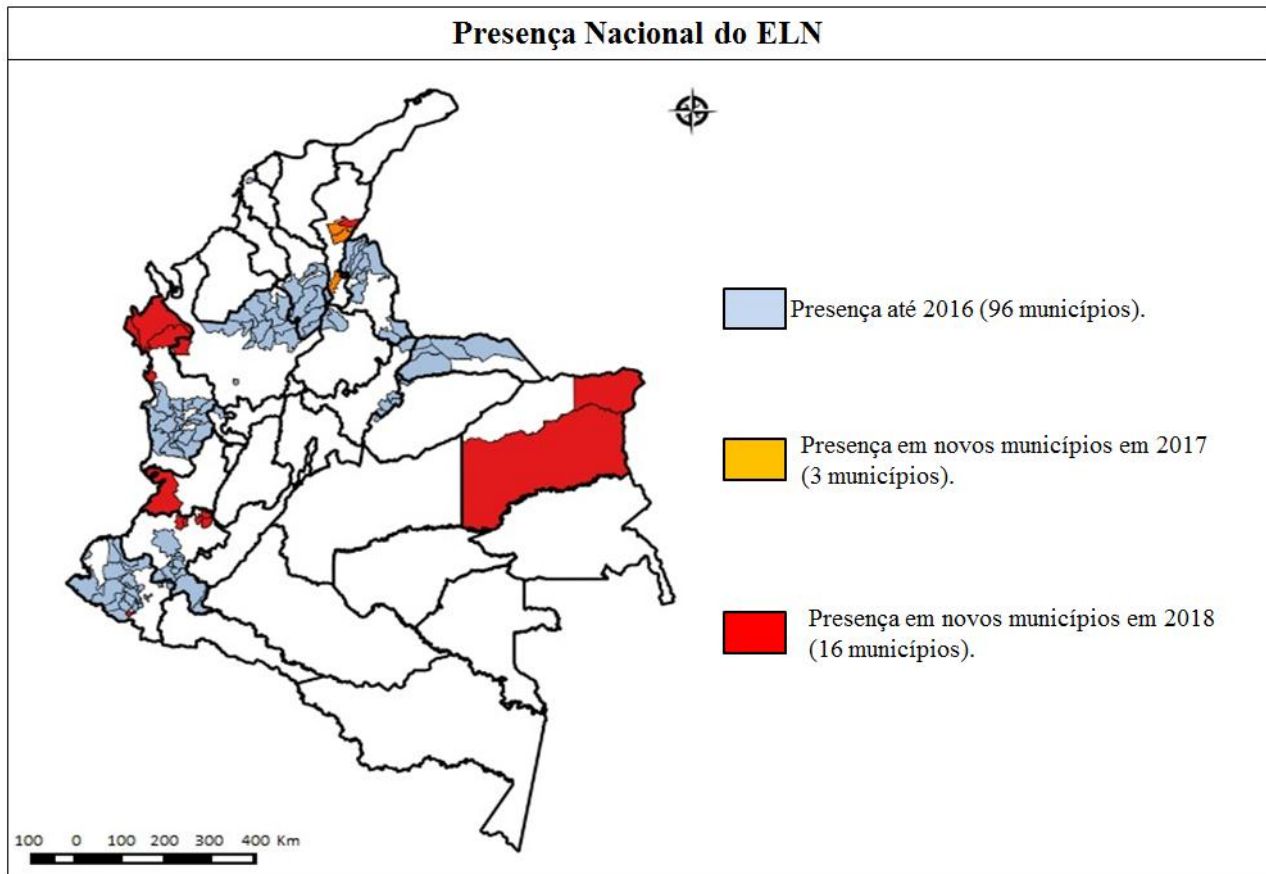 Presença Nacional do ELN
Presença até 2016 (96 municípios).
Presença em novos municípios em 2017
(3 municípios).
Presença em novos municípios em 2018
(16 municípios).
100 0 100 200 300 400 Km